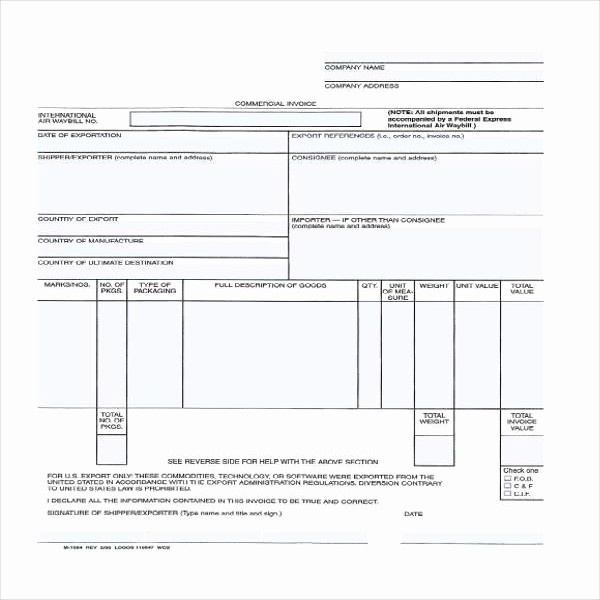 COMPANY NAME
COMPANY ADDRESS
COMMERCIAL INVOICE
INTERNATIONAL
AIR WAYBILL NO.
(NOTE: All shipments must be
accompanied by a Federal Express
International Air Waybill.)
DATE OF EXPORTATION
EXPORT REFERENCES (i.e., order no., invoice no.)
SHIPPER/EXPORTER (complete name and address)
CONSIGNEE (complete name and address)
COUNTRY OF EXPORT
IMPORTER — IF OTHER THAN CONSIGNEE
(complete name and address)
COUNTRY OF MANUFACTURE
COUNTRY OF ULTIMATE DESTINATION
MARKS/NOS.
NO. OF
PKGS.
TYPE OF
PACKAGING
FULL DESCRIPTION OF GOODS
QTY.
UNIT
OF MEA-
SURE
WEIGHT
UNIT VALUE
TOTAL
VALUE
TOTAL
NO. OF
PKGS.
TOTAL
WEIGHT
TOTAL
INVOICE
VALUE
SEE REVERSE SIDE FOR HELP WITH THE ABOVE SECTION
Check one
F.O.B.
C & F
C.I.F.
FOR U.S. EXPORT ONLY: THESE COMMODITIES, TECHNOLOGY, OR SOFTWARE WERE EXPORTED FROM THE
UNITED STATES IN ACCORDANCE WITH THE EXPORT ADMINISTRATION REGULATIONS. DIVERSION CONTRARY
TO UNITED STATES LAW IS PROHIBITED.
I DECLARE ALL THE INFORMATION CONTAINED IN THIS INVOICE TO BE TRUE AND CORRECT.
SIGNATURE OF SHIPPER/EXPORTER (Type name and title and sign.)
DATE